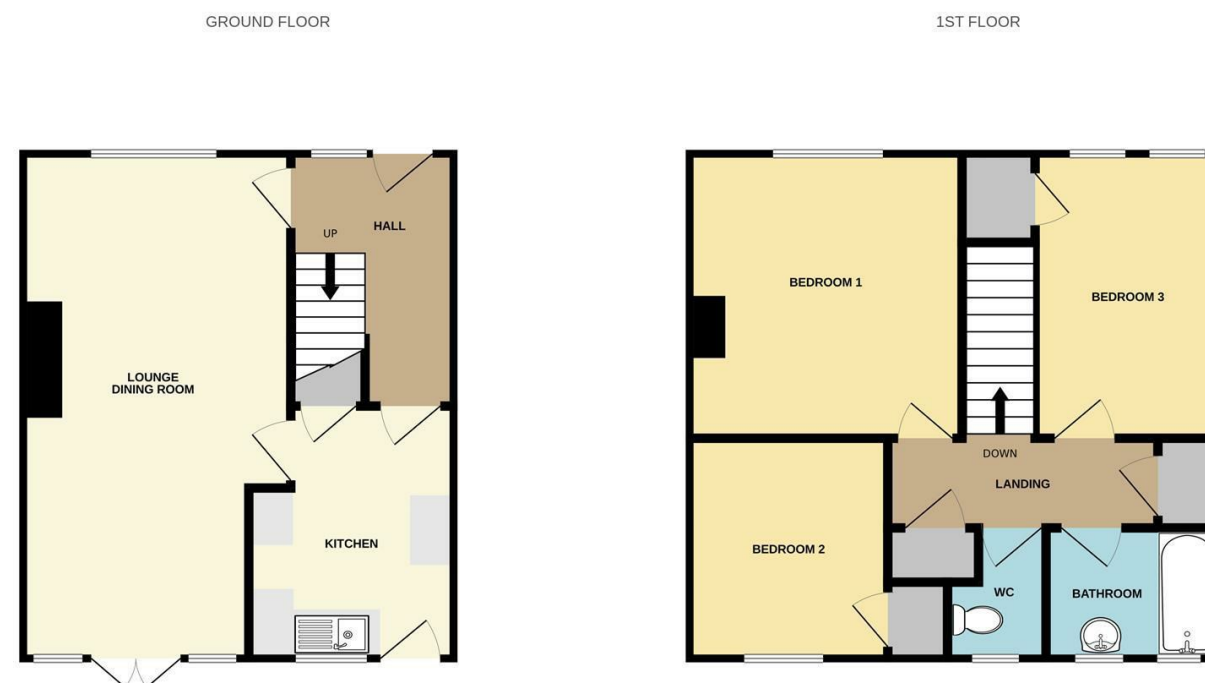 GROUND FLOOR
1ST FLOOR
HALL
UP
LOUNGE
DINING ROOM
KITCHEN
BEDROOM 1
BEDROOM 3
DOWN
LANDING
BEDROOM 2
WC
BATHROOM